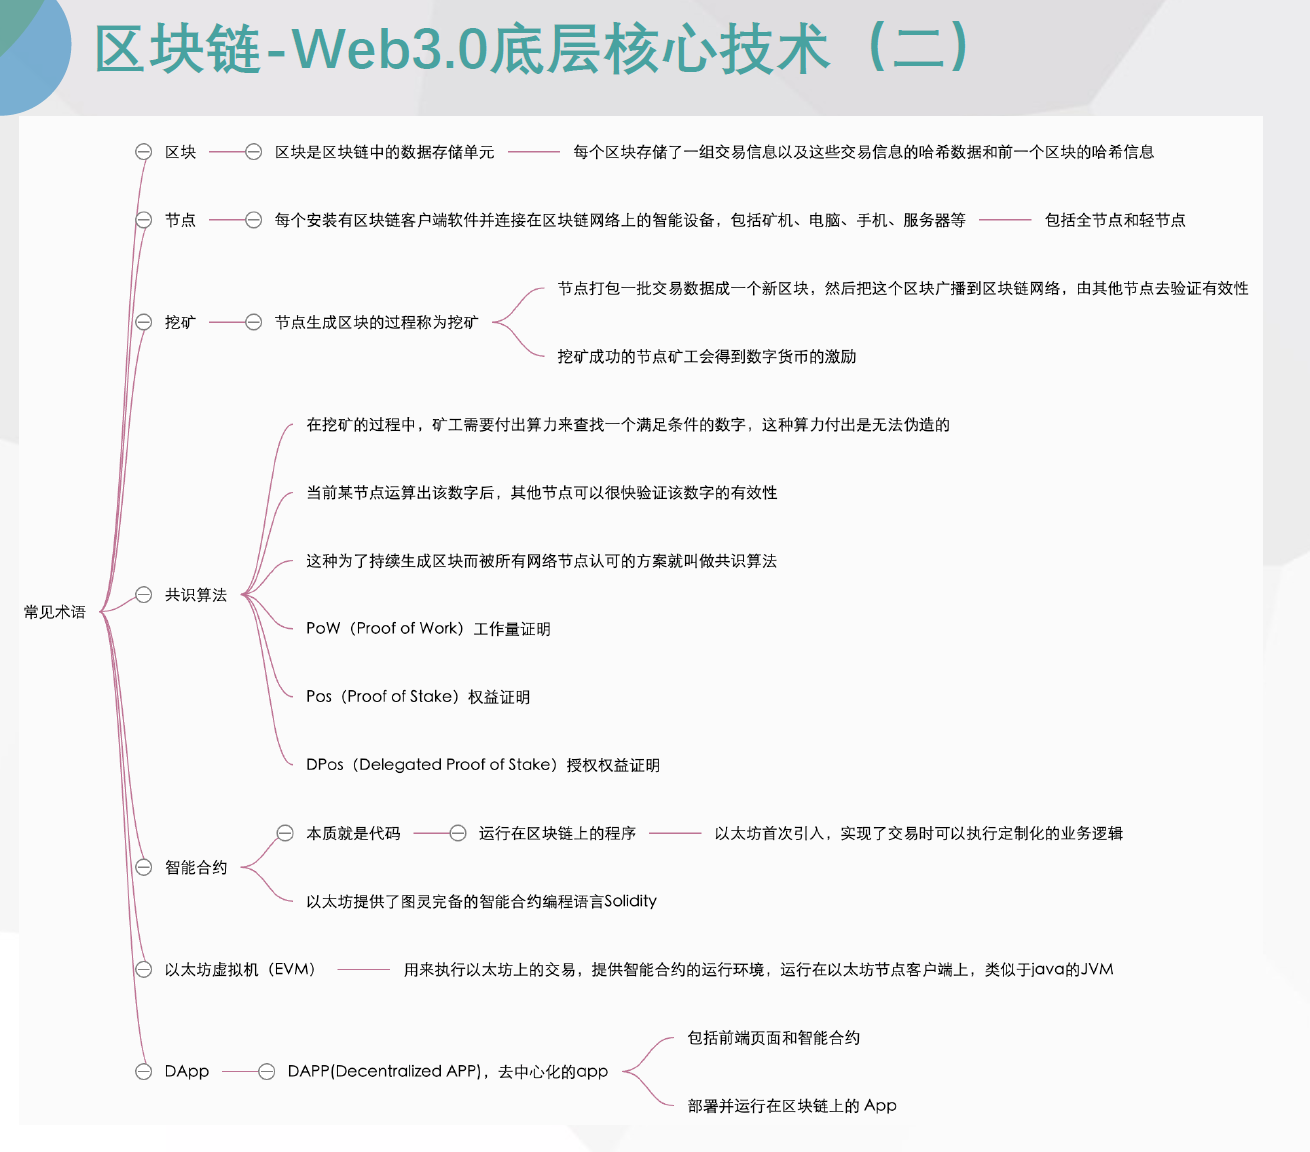 区块链-Web3.0底层核心技术（二）
区块
区块是区块链中的数据存储单元
每个区块存储了一组交易信息以及这些交易信息的哈希数据和前一个区块的哈希信息
节点
每个安装有区块链客户端软件并连接在区块链网络上的智能设备，包括矿机、电脑、手机、服务器等
包括全节点和轻节点
节点打包一批交易数据成一个新区块，然后把这个区块广播到区块链网络，由其他节点去验证有效性
挖矿
节点生成区块的过程称为挖矿
挖矿成功的节点矿工会得到数字货币的激励
在挖矿的过程中，矿工需要付出算力来查找一个满足条件的数字，这种算力付出是无法伪造的
当前某节点运算出该数字后，其他节点可以很快验证该数字的有效性
这种为了持续生成区块而被所有网络节点认可的方案就叫做共识算法
共识算法
常见术语
PoW（Proof of Work）工作量证明
Pos（Proof of Stake）权益证明
DPos（Delegated Proof of Stake）授权权益证明
本质就是代码
运行在区块链上的程序
以太坊首次引入，实现了交易时可以执行定制化的业务逻辑
智能合约
以太坊提供了图灵完备的智能合约编程语言Solidity
以太坊虚拟机（EVM）
用来执行以太坊上的交易，提供智能合约的运行环境，运行在以太坊节点客户端上，类似于java的JVM
包括前端页面和智能合约
DApp
DAPP(Decentralized APP)，去中心化的app
部署并运行在区块链上的 App